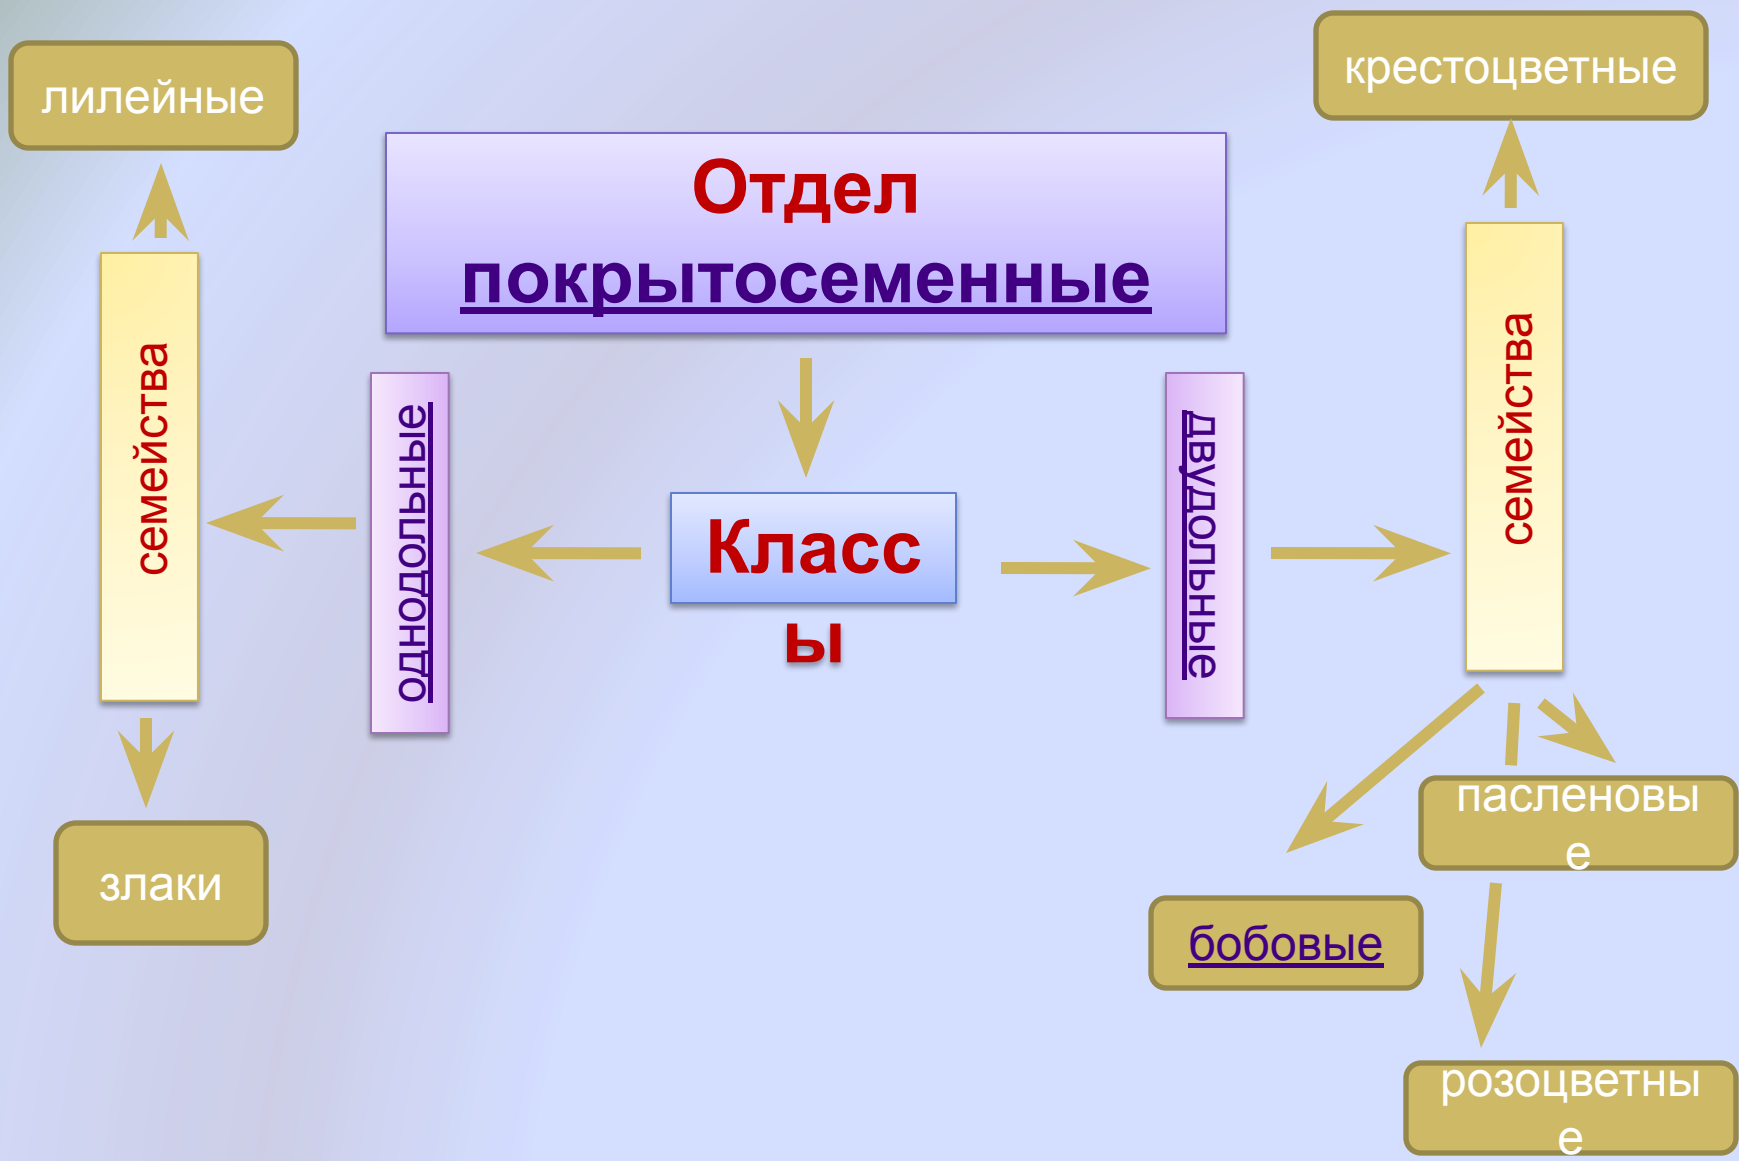 лилейные
крестоцветные
Отдел
покрытосеменные
семейства
однодольные
Класс
ы
двудольные
семейства
злаки
пасленовы
е
бобовые
розоцветны
е